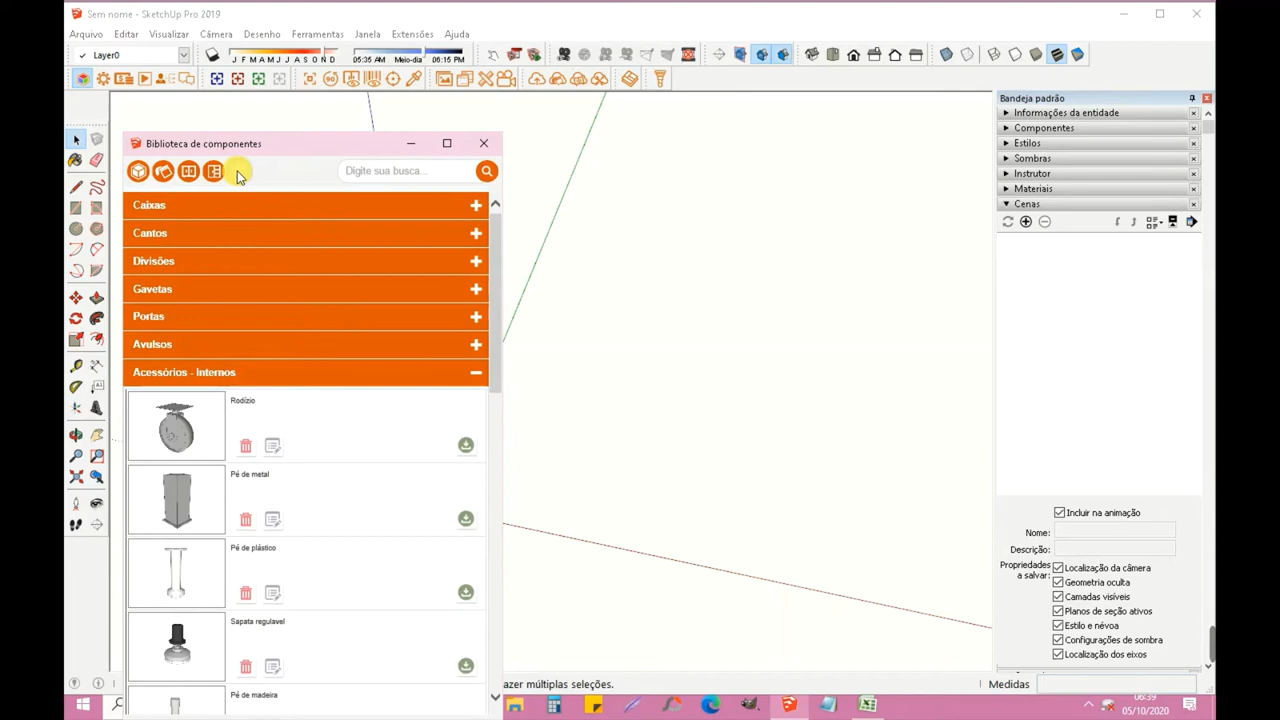 Sem nome - SketchUp Pro 2019
Arquivo Editar Visualizar Câmera Desenho Ferramentas Janela Extensões Ajuda
Layer0
J F M A M J J A S O N D
05:35 AM Meio-dia 06:15 PM
Bandeja padrão
Informações da entidade
Componentes
Estilos
Sombras
Instrutor
Materiais
Cenas
Biblioteca de componentes
Digite sua busca...
Caixas
Cantos
Divisões
Gavetas
Portas
Avulsos
Acessórios - Internos
Rodízio
Pé de metal
Pé de plástico
Sapata regulavel
Pé de madeira
Incluir na animação
Nome:
Descrição:
Propriedades a salvar:
Localização da câmera
Geometria oculta
Camadas visíveis
Planos de seção ativos
Estilo e névoa
Configurações de sombra
Localização dos eixos
azer múltiplas seleções.
Medidas
06:39
05/10/2020